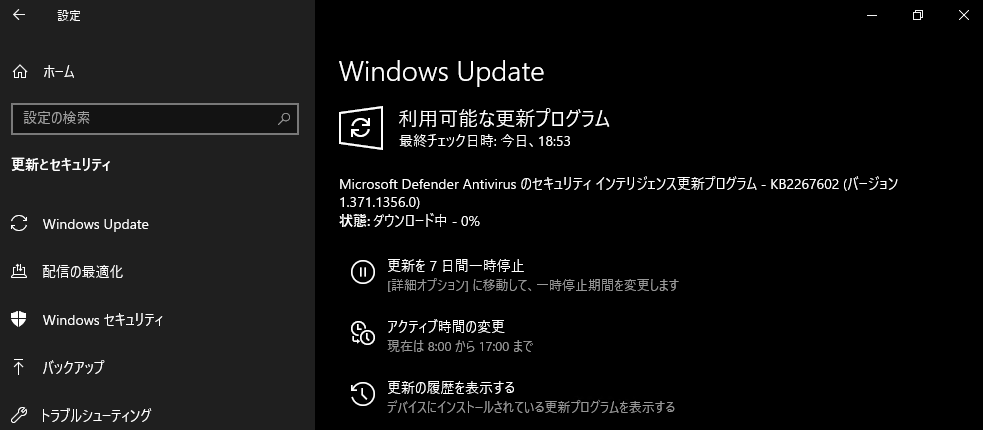 設定
ホーム
設定の検索
更新とセキュリティ
Windows Update
配信の最適化
Windows セキュリティ
バックアップ
トラブルシューティング
Windows Update
利用可能な更新プログラム
最終チェック日時: 今日、18:53
Microsoft Defender Antivirus のセキュリティ インテリジェンス更新プログラム - KB2267602 (バージョン
1.371.1356.0)
状態: ダウンロード中 - 0%
更新を 7 日間一時停止
[詳細オプション] に移動して、一時停止期間を変更します
アクティブ時間の変更
現在は 8:00 から 17:00 まで
更新の履歴を表示する
デバイスにインストールされている更新プログラムを表示する